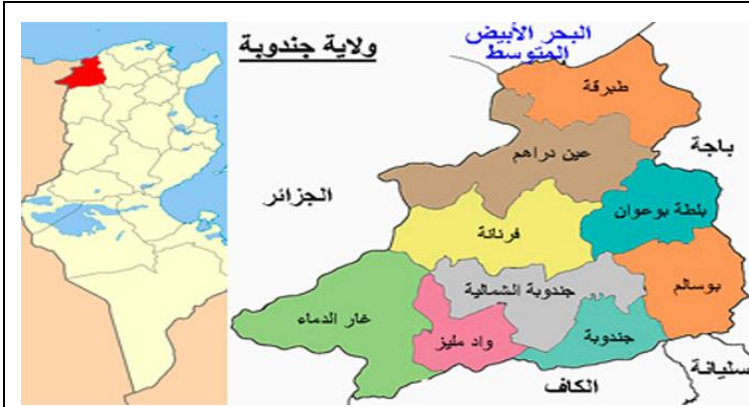 ولاية جندوبة
البحر الأبيض
المتوسط
طبرقة
باجة
عين دراهم
الجزائر
بلطة بوعوان
فرنانة
بوسالم
جندوبة الشمالية
غار الدماء
واد مليز
جندوبة
سليانة
الكاف